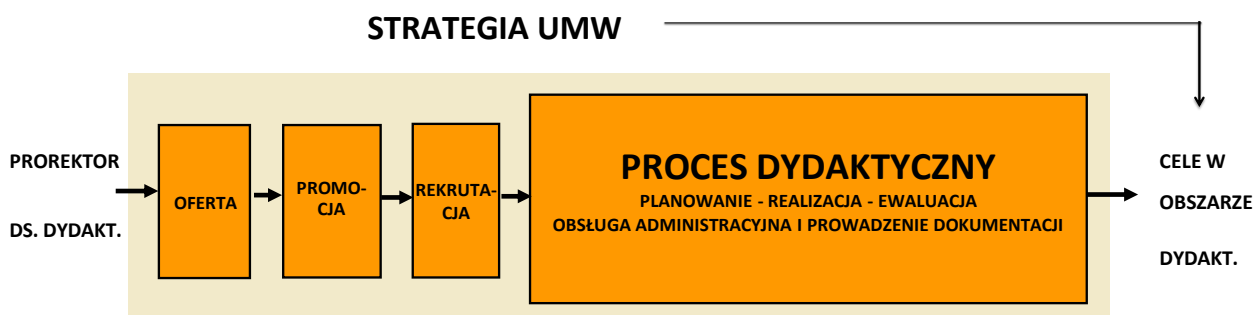 STRATEGIA UMW
PROREKTOR
DS. DYDAKT.
OFERTA
PROMO-
CJA
REKRUTA-
CJA
PROCES DYDAKTYCZNY
PLANOWANIE - REALIZACJA - EWALUACJA
OBSŁUGA ADMINISTRACYJNA I PROWADZENIE DOKUMENTACJI
CELE W
OBSZARZE
DYDAKT.